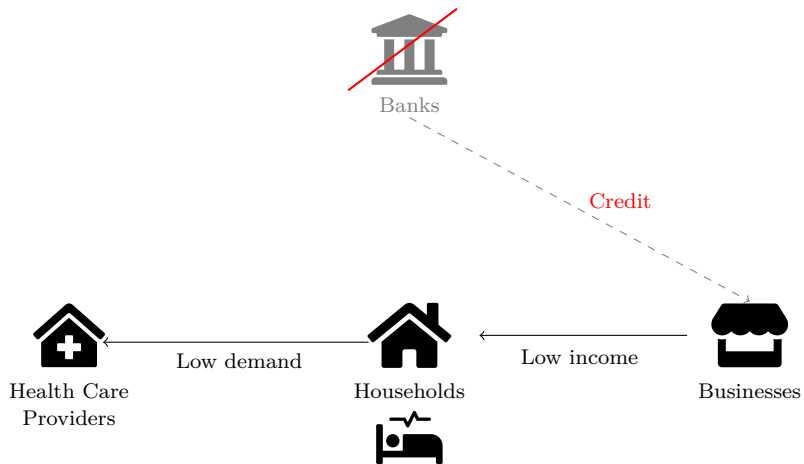 Banks
Credit
Low demand
Low income
Health Care
Providers
Households
Businesses